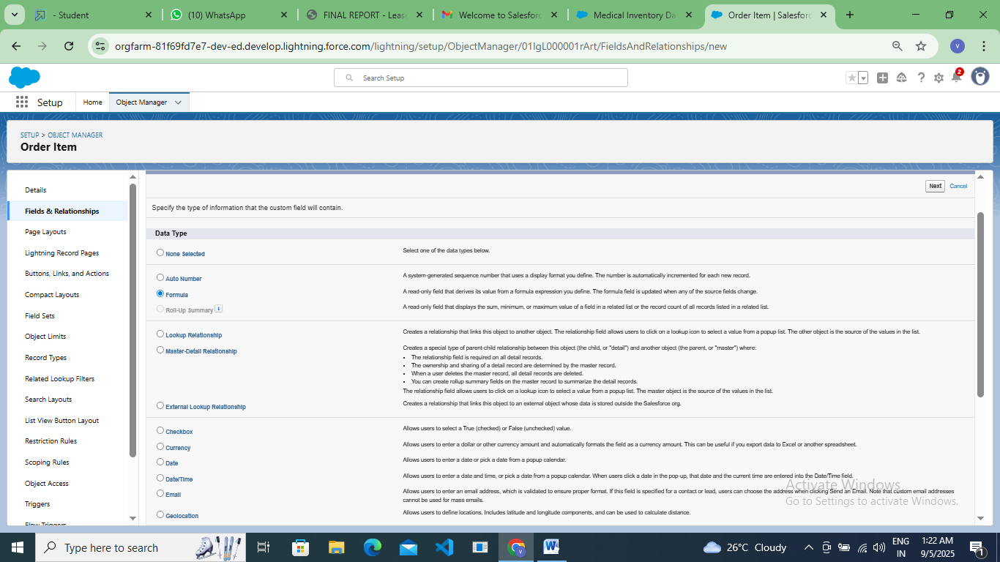 - Student
(10) WhatsApp
FINAL REPORT - Leas
Welcome to Salesforc
Medical Inventory Da
Order Item | Salesforc
orgfarm-81f69fd7e7-dev-ed.develop.lightning.force.com/lightning/setup/ObjectManager/01IgL000001rArt/FieldsAndRelationships/new
V
Search Setup
2
Setup
Home
Object Manager
SETUP > OBJECT MANAGER
Order Item
Details
Fields & Relationships
Page Layouts
Lightning Record Pages
Buttons, Links, and Actions
Compact Layouts
Field Sets
Object Limits
Record Types
Related Lookup Filters
Search Layouts
List View Button Layout
Restriction Rules
Scoping Rules
Object Access
Triggers
Flow Triggers
Next Cancel
Specify the type of information that the custom field will contain.
Data Type
None Selected Select one of the data types below.
Auto Number A system-generated sequence number that uses a display format you define. The number is automatically incremented for each new record.
Formula A read-only field that derives its value from a formula expression you define. The formula field is updated when any of the source fields change.
Roll-Up Summary i A read-only field that displays the sum, minimum, or maximum value of a field in a related list or the record count of all records listed in a related list.
Lookup Relationship Creates a relationship that links this object to another object. The relationship field allows users to click on a lookup icon to select a value from a popup list. The other object is the source of the values in the list.
Master-Detail Relationship Creates a special type of parent-child relationship between this object (the child, or "detail") and another object (the parent, or "master") where:
• The relationship field is required on all detail records.
• The ownership and sharing of a detail record are determined by the master record.
• When a user deletes the master record, all detail records are deleted.
• You can create rollup summary fields on the master record to summarize the detail records.
The relationship field allows users to click on a lookup icon to select a value from a popup list. The master object is the source of the values in the list.
External Lookup Relationship Creates a relationship that links this object to an external object whose data is stored outside the Salesforce org.
Checkbox Allows users to select a True (checked) or False (unchecked) value.
Currency Allows users to enter a dollar or other currency amount and automatically formats the field as a currency amount. This can be useful if you export data to Excel or another spreadsheet.
Date Allows users to enter a date or pick a date from a popup calendar.
Date/Time Allows users to enter a date and time, or pick a date from a popup calendar. When users click a date in the pop-up, that date and the current time are entered into the Date/Time field.
Email Allows users to enter an email address, which is validated to ensure proper format. If this field is specified for a contact or lead, users can choose the address when clicking Send an Email. Note that custom email addresses
cannot be used for mass emails.
Geolocation Allows users to define locations. Includes latitude and longitude components, and can be used to calculate distance.
Activate Windows
Go to Settings to activate Windows.
Type here to search
26°C Cloudy
ENG
IN
1:22 AM
9/5/2025
1